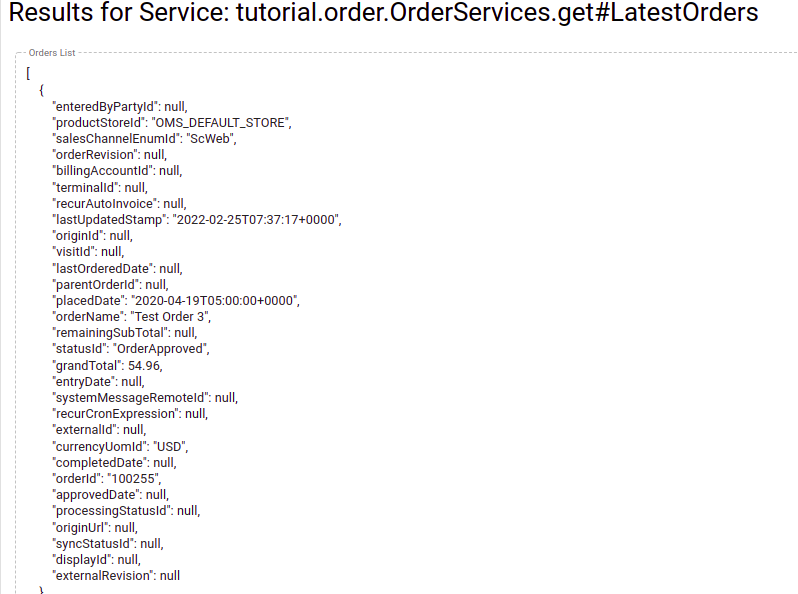 Results for Service: tutorial.order.OrderServices.get#LatestOrders
Orders List
[
{
"enteredByPartyId": null,
"productStoreId": "OMS_DEFAULT_STORE",
"salesChannelEnumId": "ScWeb",
"orderRevision": null,
"billingAccountId": null,
"terminalId": null,
"recurAutoInvoice": null,
"lastUpdatedStamp": "2022-02-25T07:37:17+0000",
"originId": null,
"visitId": null,
"lastOrderedDate": null,
"parentOrderId": null,
"placedDate": "2020-04-19T05:00:00+0000",
"orderName": "Test Order 3",
"remainingSubTotal": null,
"statusId": "OrderApproved",
"grandTotal": 54.96,
"entryDate": null,
"systemMessageRemoteId": null,
"recurCronExpression": null,
"externalId": null,
"currencyUomId": "USD",
"completedDate": null,
"orderId": "100255",
"approvedDate": null,
"processingStatusId": null,
"originUrl": null,
"syncStatusId": null,
"displayId": null,
"externalRevision": null
}